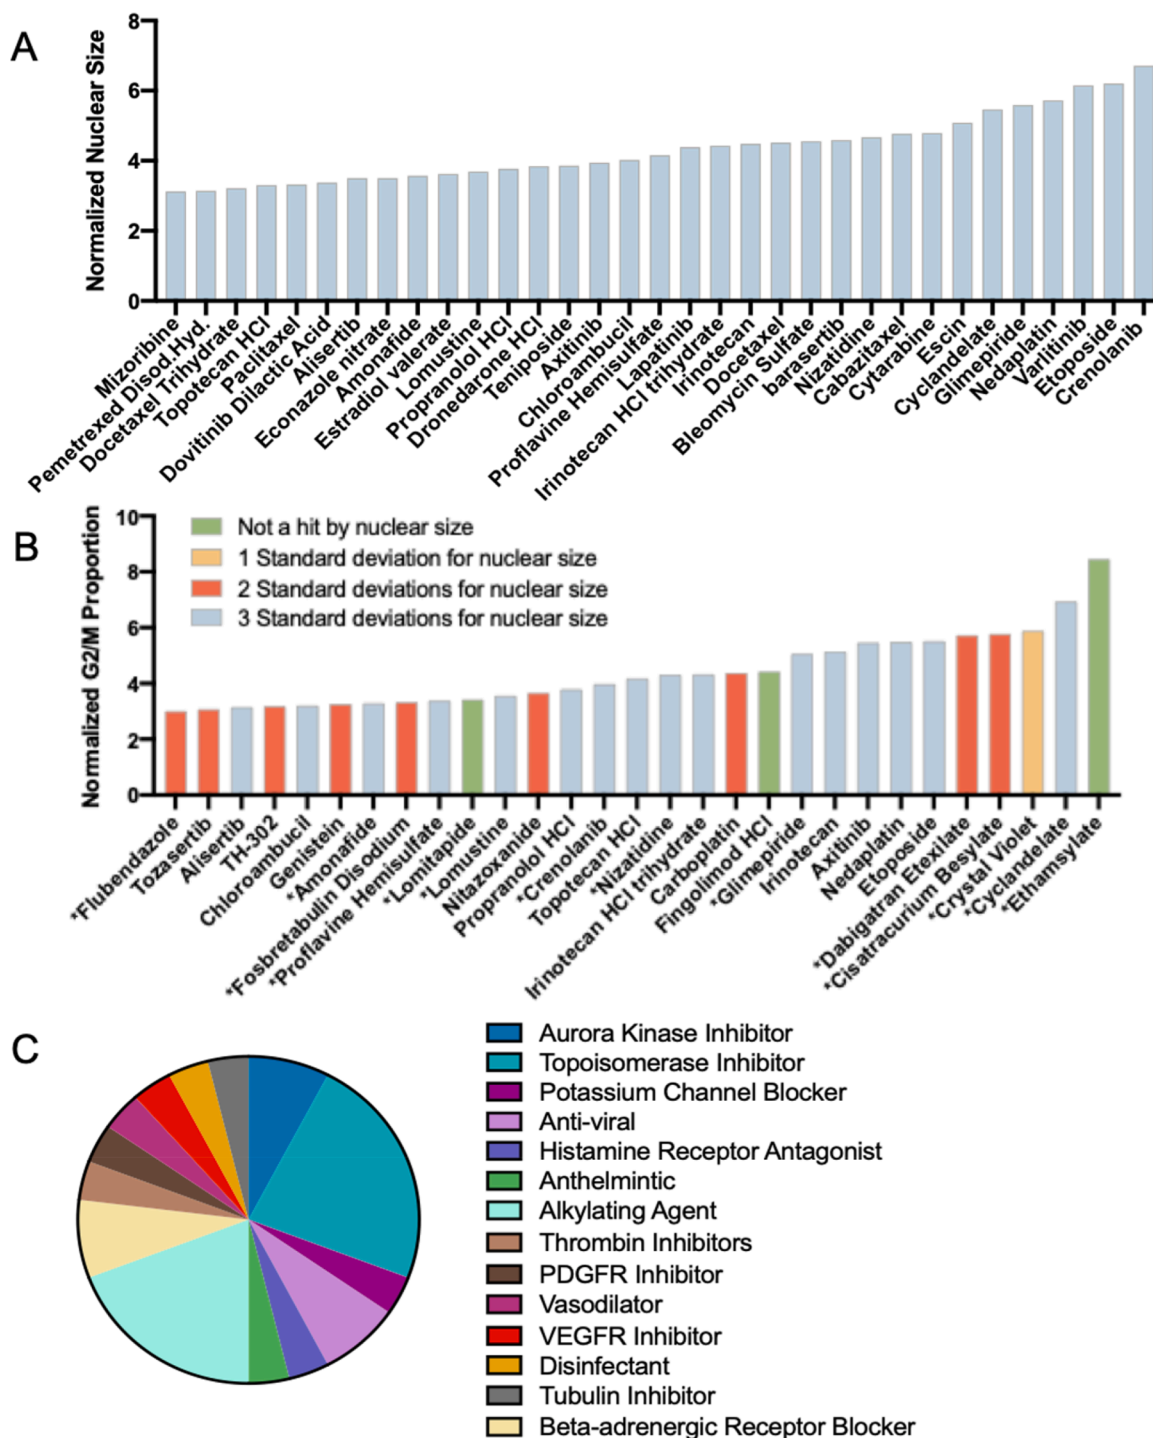 A
Normalized Nuclear Size
8
6
4
2
0
Mizoribine
Pemetrexed Disod.Hyd.
Docetaxel Trihydrate
Topotecan HCl
Paclitaxel
Dovitinib Dilactic Acid
Alisertib
Econazole nitrate
Amonafide
Estradiol valerate
Lomustine
Propranolol HCl
Dronedarone HCl
Teniposide
Axitinib
Chloroambucil
Proflavine Hemisulfate
Lapatinib
Irinotecan HCl trihydrate
Irinotecan
Docetaxel
Bleomycin Sulfate
barasertib
Nizatidine
Cabazitaxel
Cytarabine
Escin
Cyclandelate
Glimepiride
Nedaplatin
Varlitinib
Etoposide
Crenolanib
B
Normalized G2/M Proportion
10
8
6
4
2
0
Not a hit by nuclear size
1 Standard deviation for nuclear size
2 Standard deviations for nuclear size
3 Standard deviations for nuclear size
*Flubendazole
Tozasertib
Alisertib
TH-302
Chloroambucil
Genistein
*Amonafide
*Fosbretabulin Disodium
*Proflavine Hemisulfate
*Lomitapide
*Lomustine
Nitazoxanide
Propranolol HCl
*Crenolanib
Topotecan HCl
*Nizatidine
Irinotecan HCl trihydrate
Carboplatin
Fingolimod HCl
*Glimepiride
Irinotecan
Axitinib
Nedaplatin
Etoposide
*Dabigatran Etexilate
*Cisatracurium Besylate
*Crystal Violet
*Cyclandelate
*Ethamsylate
C
Aurora Kinase Inhibitor
Topoisomerase Inhibitor
Potassium Channel Blocker
Anti-viral
Histamine Receptor Antagonist
Anthelmintic
Alkylating Agent
Thrombin Inhibitors
PDGFR Inhibitor
Vasodilator
VEGFR Inhibitor
Disinfectant
Tubulin Inhibitor
Beta-adrenergic Receptor Blocker